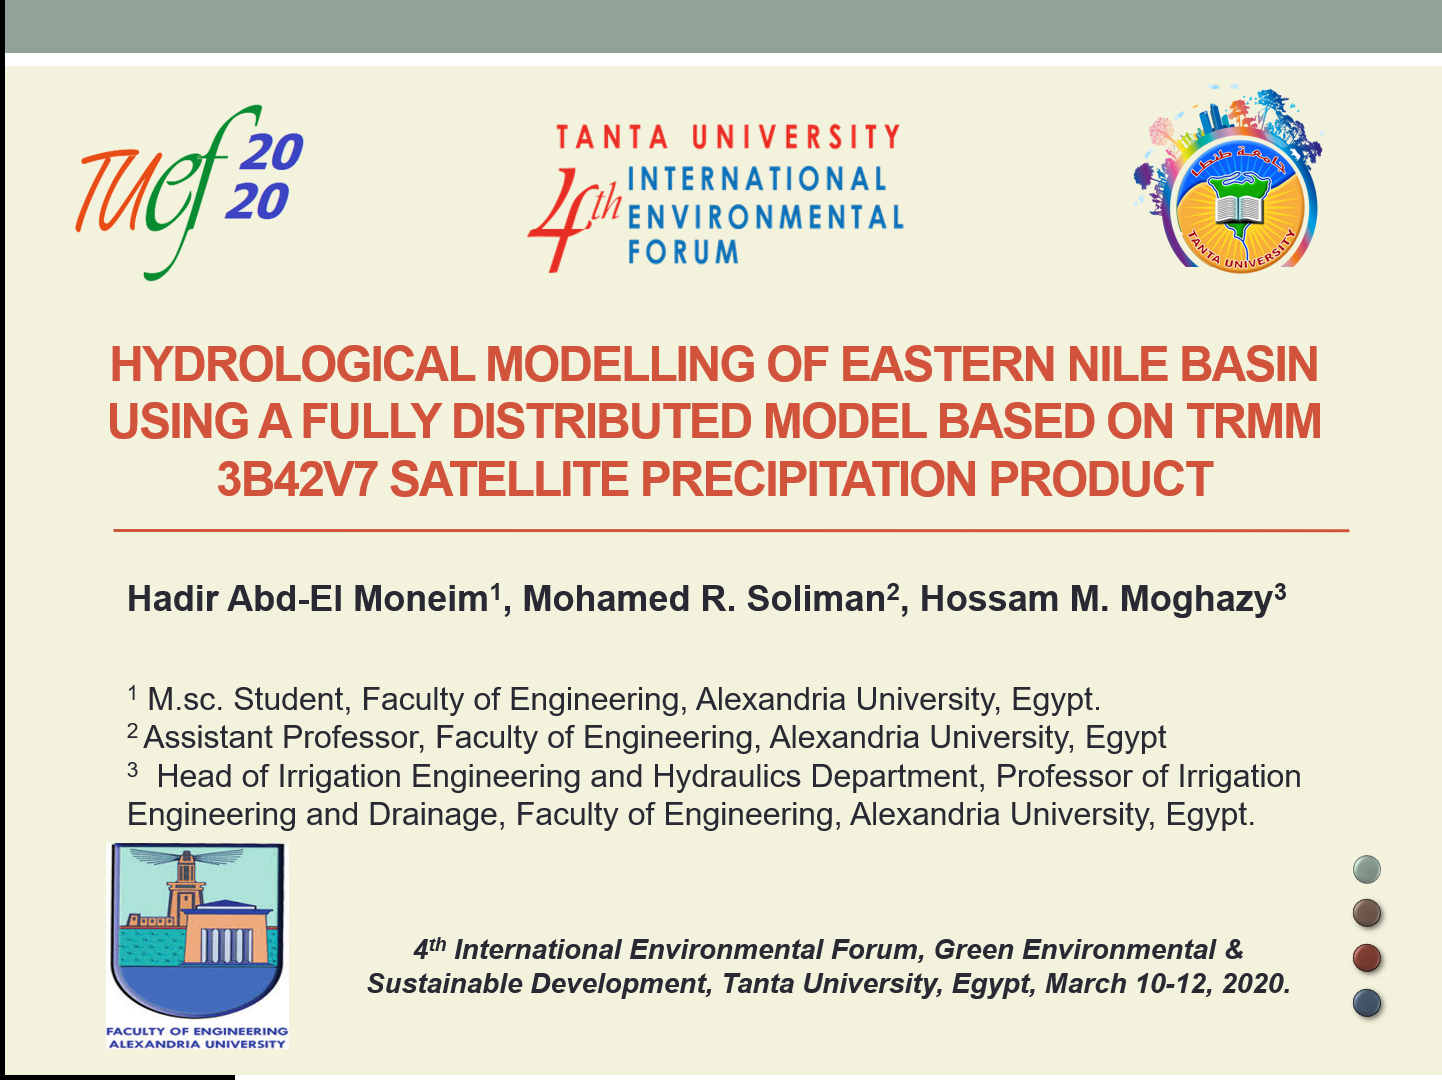 TUef 2020
TANTA UNIVERSITY
4th INTERNATIONAL
ENVIRONMENTAL
FORUM
جامعة طنطا
TANTA UNIVERSITY
HYDROLOGICAL MODELLING OF EASTERN NILE BASIN
USING A FULLY DISTRIBUTED MODEL BASED ON TRMM
3B42V7 SATELLITE PRECIPITATION PRODUCT
Hadir Abd-El Moneim1, Mohamed R. Soliman2, Hossam M. Moghazy3
1 M.sc. Student, Faculty of Engineering, Alexandria University, Egypt.
2 Assistant Professor, Faculty of Engineering, Alexandria University, Egypt
3 Head of Irrigation Engineering and Hydraulics Department, Professor of Irrigation
Engineering and Drainage, Faculty of Engineering, Alexandria University, Egypt.
FACULTY OF ENGINEERING
ALEXANDRIA UNIVERSITY
4th International Environmental Forum, Green Environmental &
Sustainable Development, Tanta University, Egypt, March 10-12, 2020.